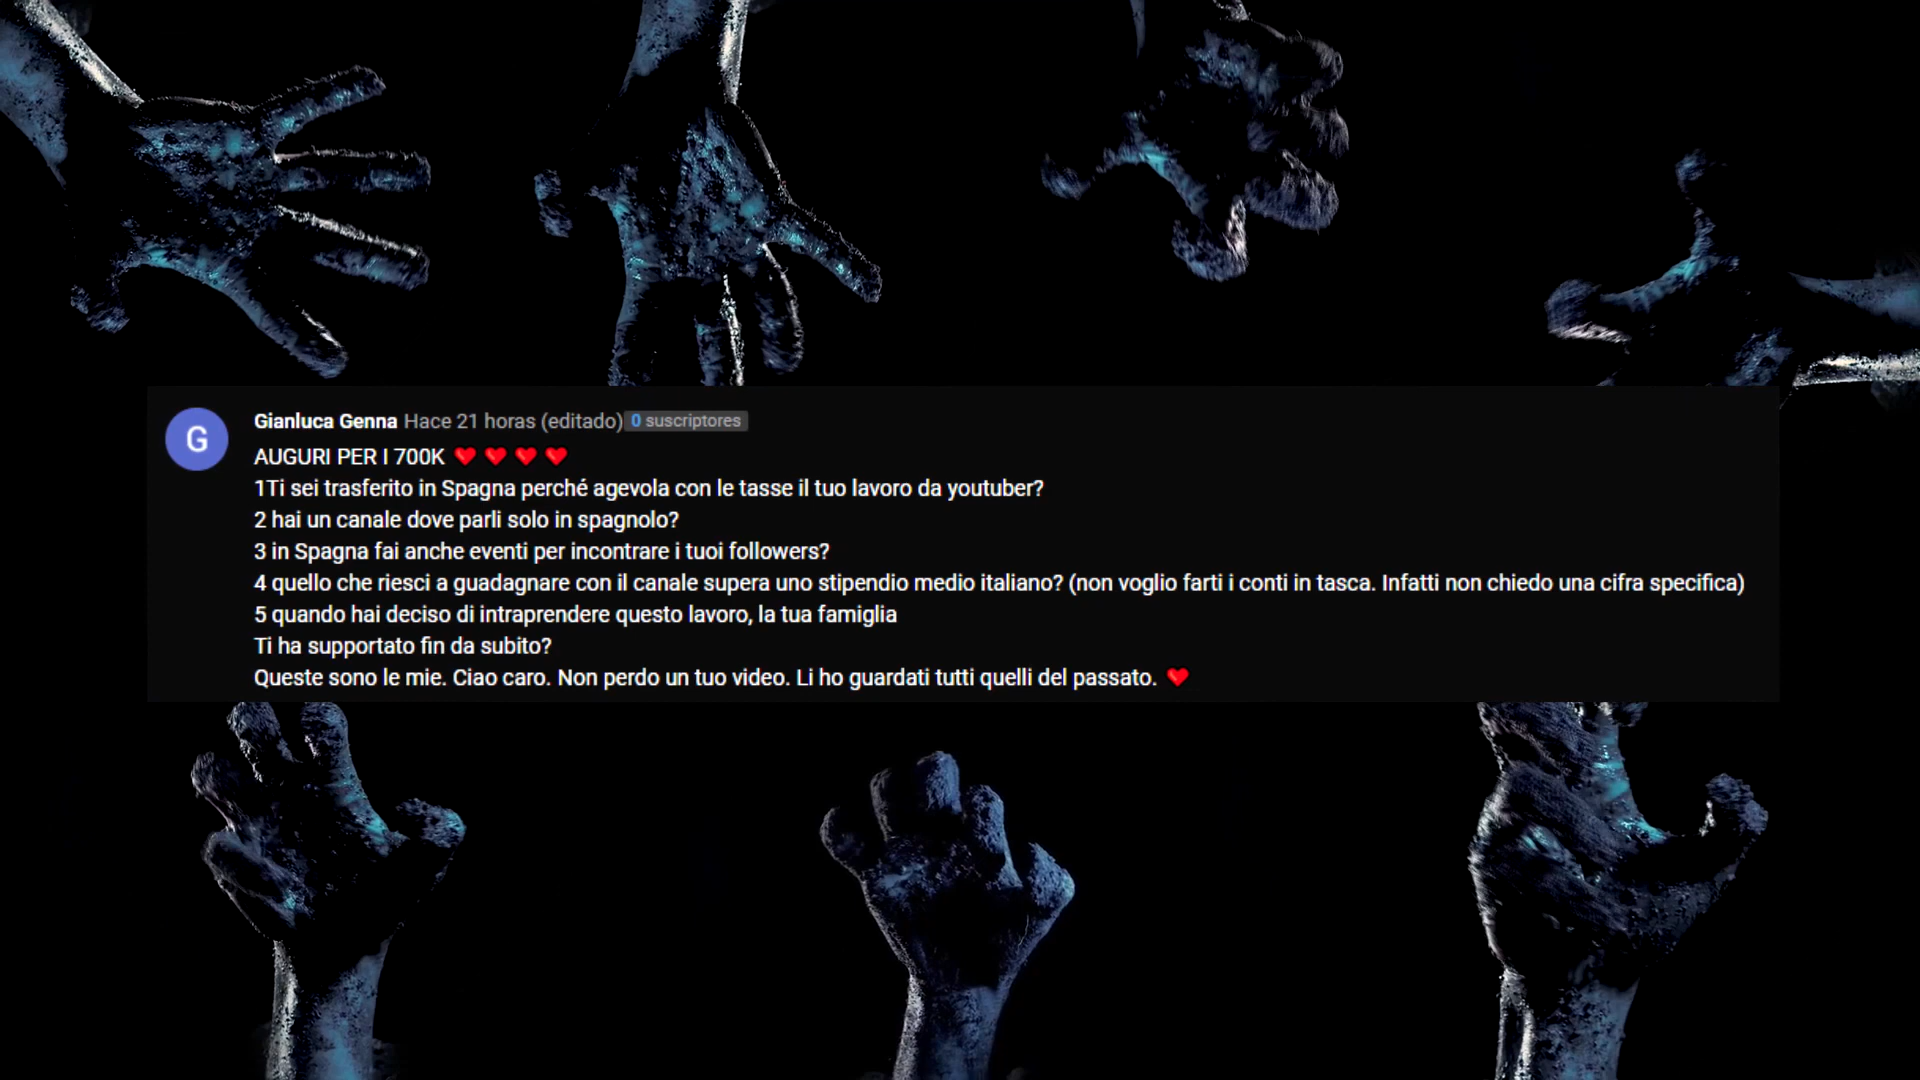 G
Gianluca Genna Hace 21 horas (editado) 0 suscriptores
AUGURI PER I 700K ❤️ ❤️ ❤️ ❤️
1Ti sei trasferito in Spagna perché agevola con le tasse il tuo lavoro da youtuber?
2 hai un canale dove parli solo in spagnolo?
3 in Spagna fai anche eventi per incontrare i tuoi followers?
4 quello che riesci a guadagnare con il canale supera uno stipendio medio italiano? (non voglio farti i conti in tasca. Infatti non chiedo una cifra specifica)
5 quando hai deciso di intraprendere questo lavoro, la tua famiglia
Ti ha supportato fin da subito?
Queste sono le mie. Ciao caro. Non perdo un tuo video. Li ho guardati tutti quelli del passato. ❤️